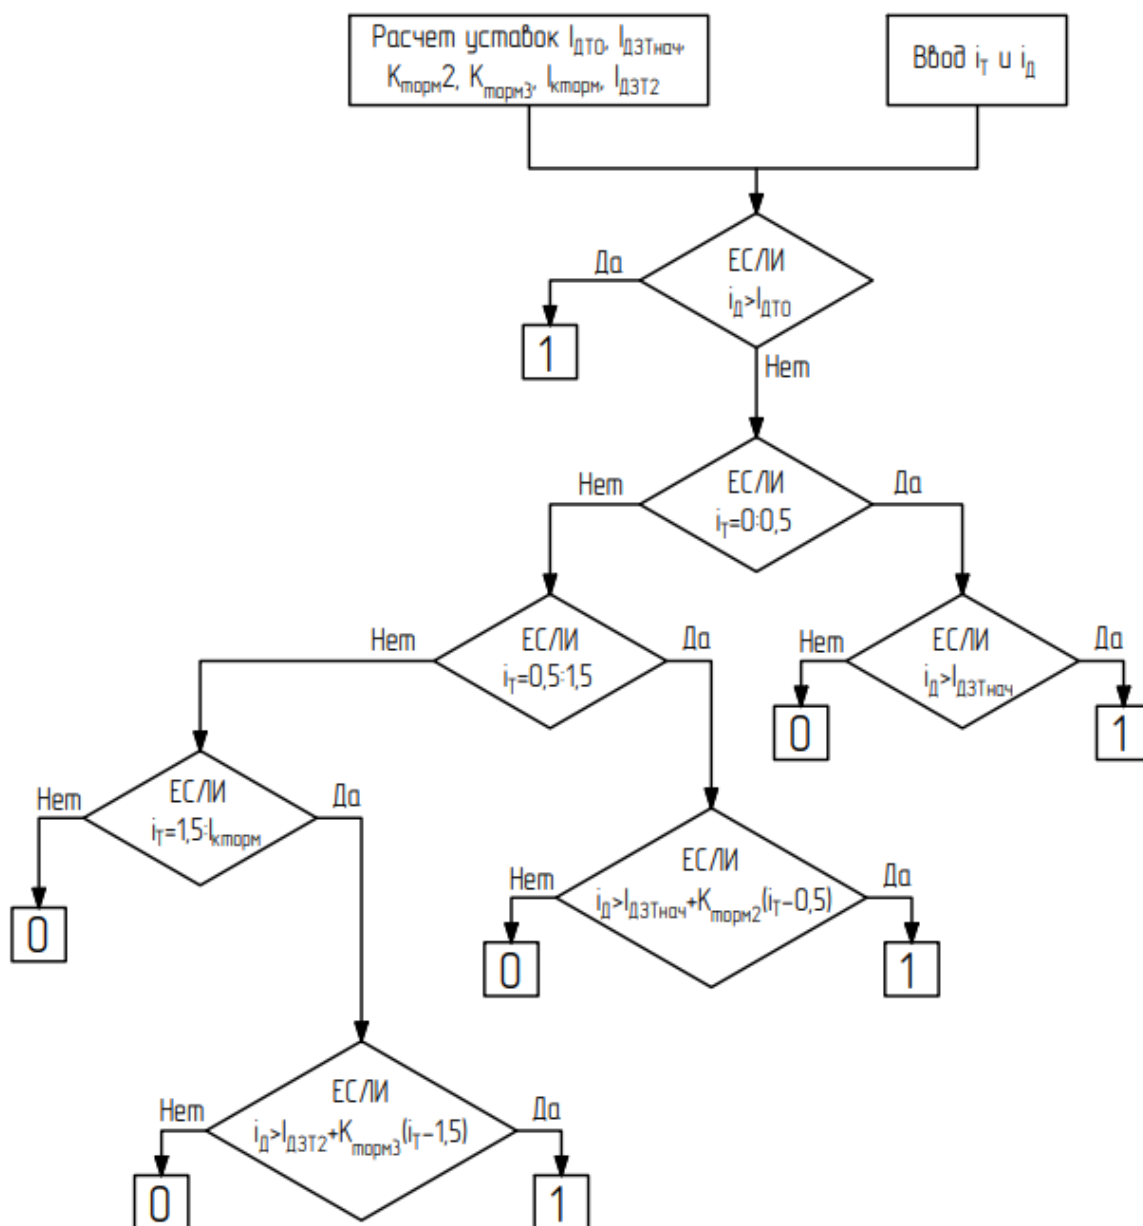 Расчет уставок IДТО, IДЗТнач,
Kторм2, Kторм3, Iкторм, IДЗТ2
Ввод iТ и iД
Да
ЕСЛИ
iД>IДТО
1
Нет
Нет
ЕСЛИ
iТ=0:0,5
Да
Нет
ЕСЛИ
iТ=0,5:1,5
Да
Нет
ЕСЛИ
iД>IДЗТнач
Да
0
1
Нет
ЕСЛИ
iТ=1,5:Iкторм
Да
0
Нет
ЕСЛИ
iД>IДЗТнач+Kторм2(iТ-0,5)
Да
0
1
Нет
ЕСЛИ
iД>IДЗТ2+Kторм3(iТ-1,5)
Да
0
1